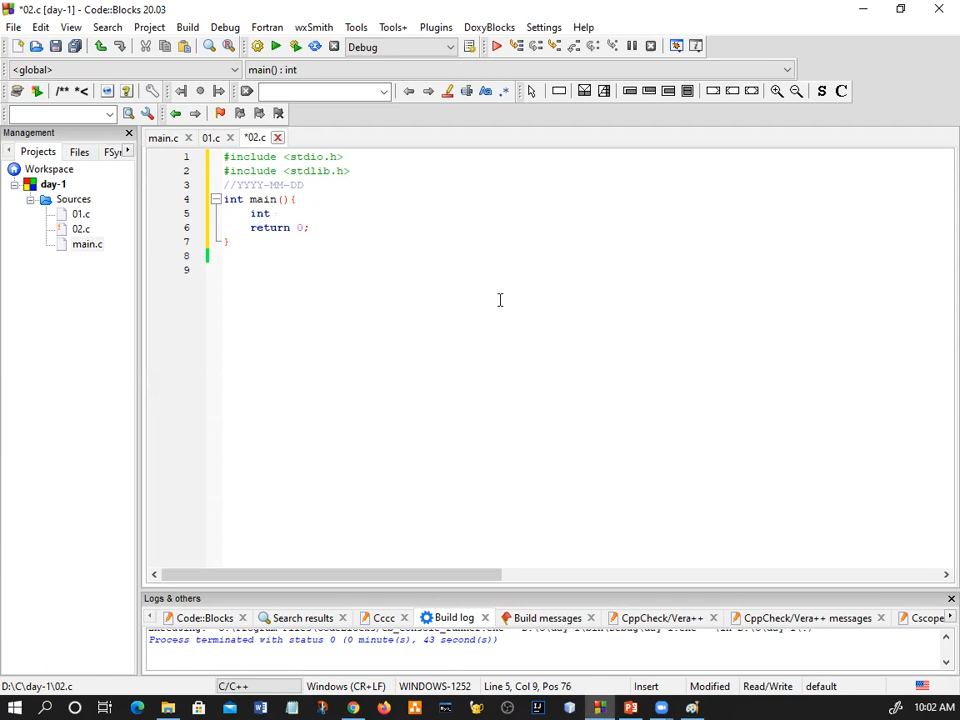 *02.c [day-1] - Code::Blocks 20.03
File Edit View Search Project Build Debug Fortran wxSmith Tools Tools+ Plugins DoxyBlocks Settings Help
Debug
<global> main() : int
/** *< S C
Management
main.c 01.c *02.c
Projects Files FSy
Workspace
day-1
Sources
01.c
02.c
main.c
1 #include <stdio.h>
2 #include <stdlib.h>
3 //YYYY-MM-DD
4 int main(){
5 int
6 return 0;
7 }
8
9
Logs & others
Code::Blocks Search results Cccc Build log Build messages CppCheck/Vera++ CppCheck/Vera++ messages Cscope
Process terminated with status 0 (0 minute(s), 43 second(s))
D:\C\day-1\02.c C/C++ Windows (CR+LF) WINDOWS-1252 Line 5, Col 9, Pos 76 Insert Modified Read/Write default
10:02 AM